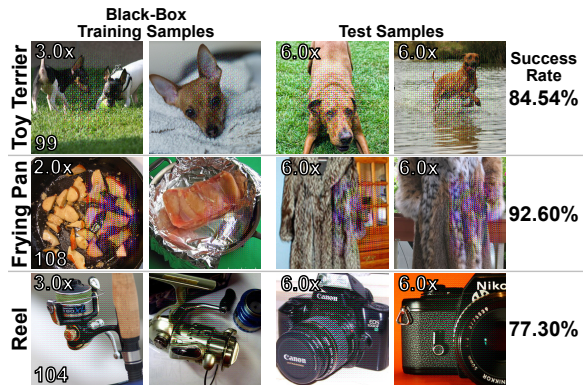 Black-Box
Training Samples
Test Samples
Success
Rate
Toy Terrier
3.0x
99
6.0x
6.0x
84.54%
Frying Pan
2.0x
108
6.0x
6.0x
92.60%
Reel
3.0x
104
6.0x
Canon
Canon
6.0x
Niko
77.30%